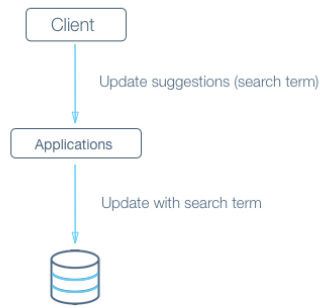 Client
Update suggestions (search term)
Applications
Update with search term